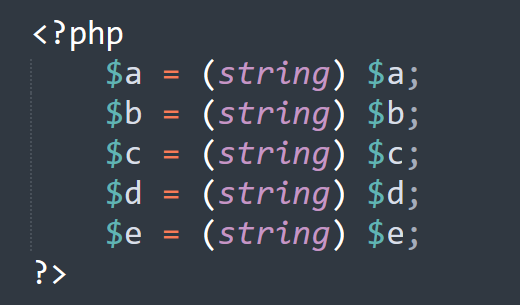 <?php
$a = (string) $a;
$b = (string) $b;
$c = (string) $c;
$d = (string) $d;
$e = (string) $e;
?>